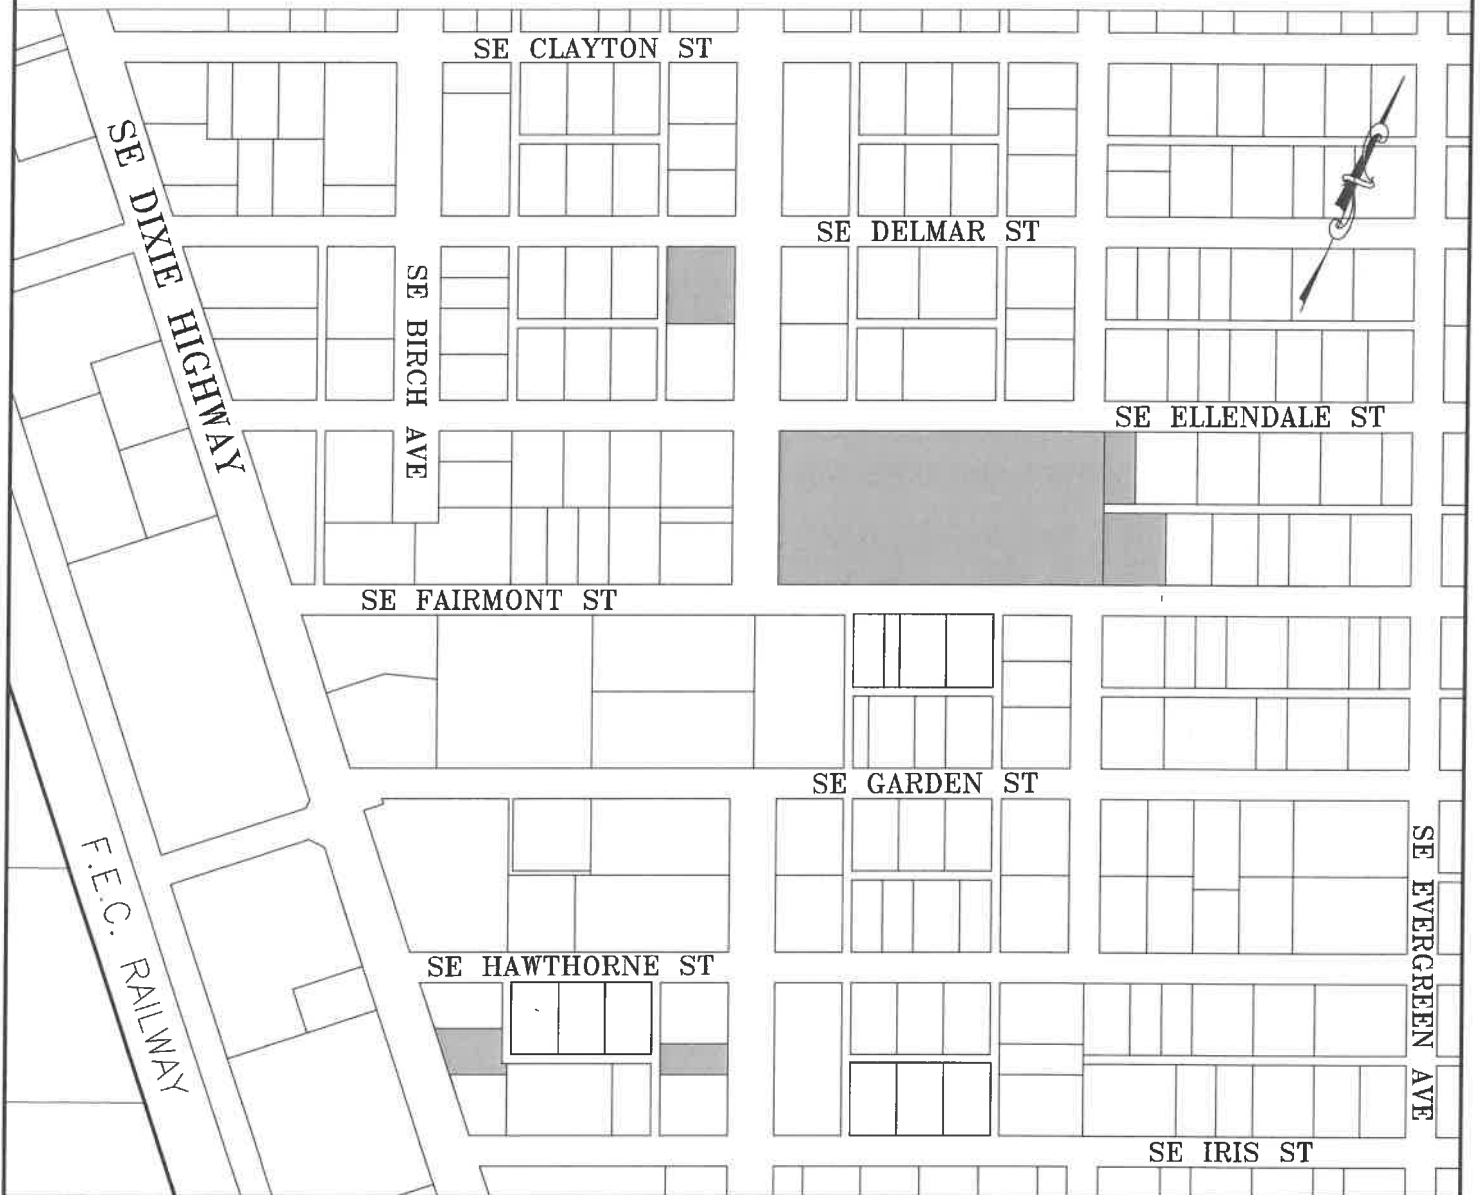 SE CLAYTON ST
SE DIXIE HIGHWAY
SE DELMAR ST
SE BIRCH AVE
SE ELLENDALE ST
SE FAIRMONT ST
SE GARDEN ST
F.E.C. RAILWAY
SE EVERGREEN AVE
SE HAWTHORNE ST
SE IRIS ST